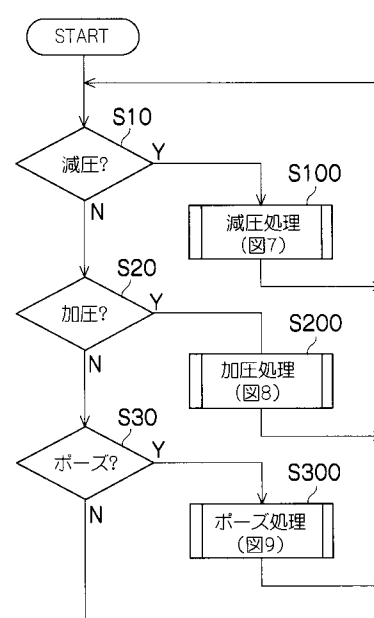 START
S10
減圧?
Y
N
S100
減圧処理
(図7)
S20
加圧?
Y
N
S200
加圧処理
(図8)
S30
ポーズ?
Y
N
S300
ポーズ処理
(図9)